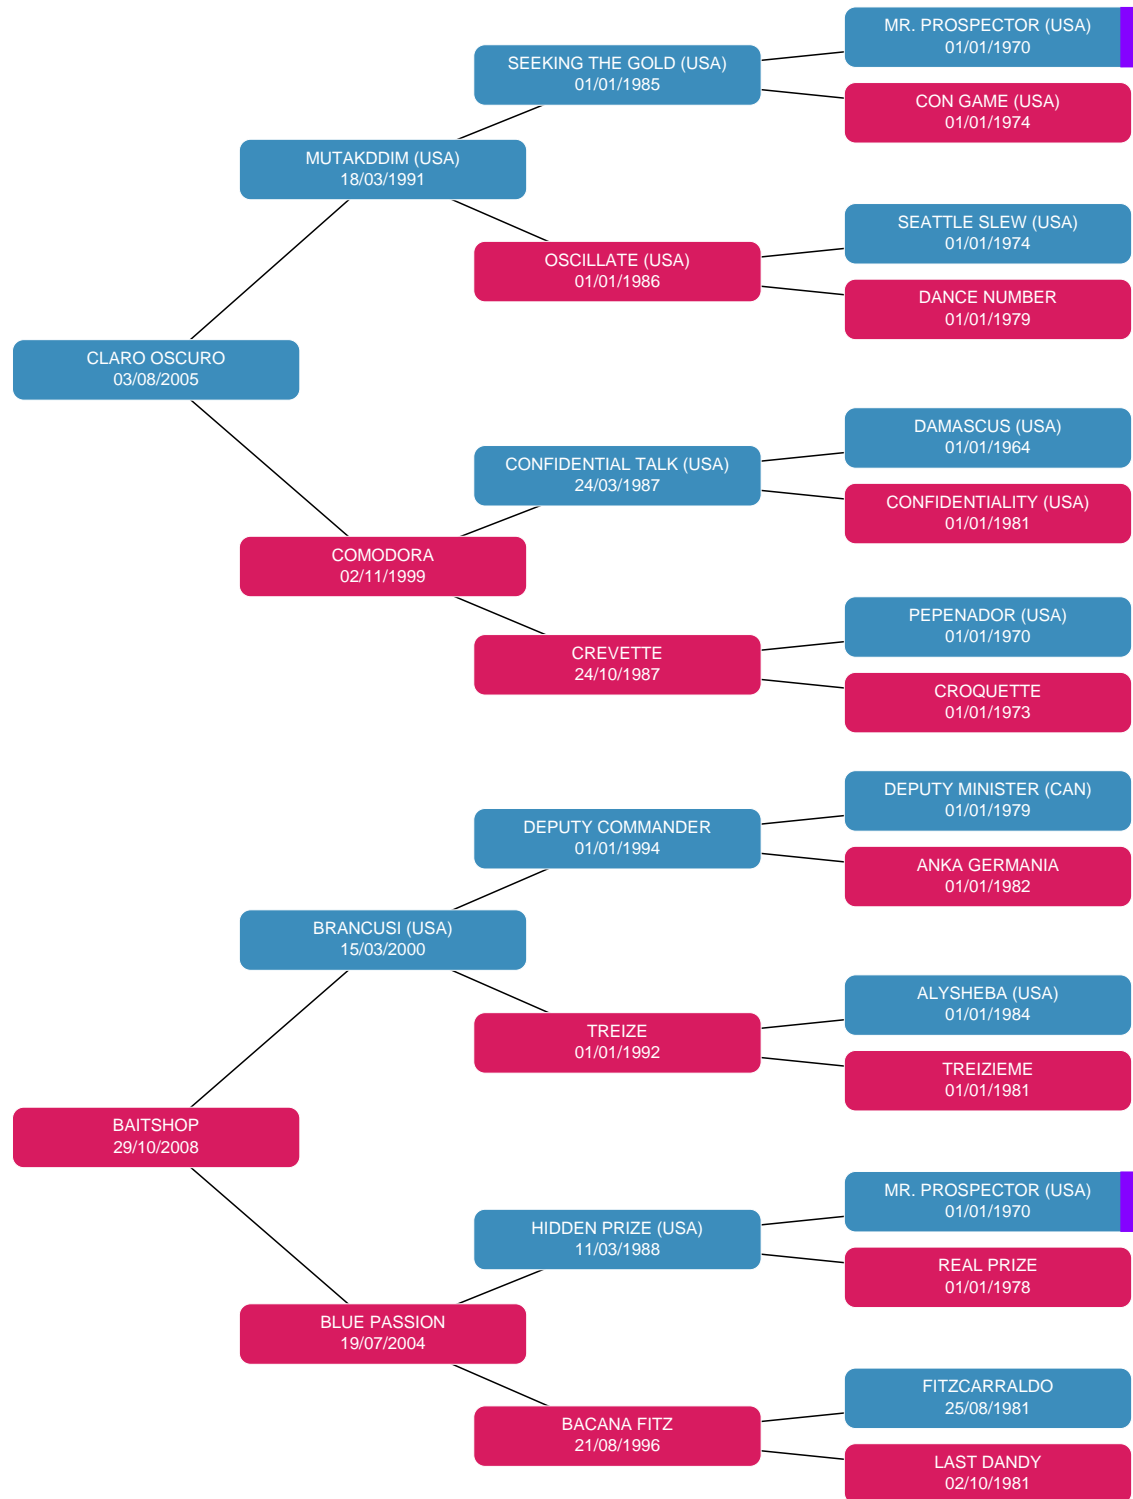 MR. PROSPECTOR (USA)
01/01/1970
SEEKING THE GOLD (USA)
01/01/1985
CON GAME (USA)
01/01/1974
MUTAKDDIM (USA)
18/03/1991
SEATTLE SLEW (USA)
01/01/1974
OSCILLATE (USA)
01/01/1986
DANCE NUMBER
01/01/1979
CLARO OSCURO
03/08/2005
DAMASCUS (USA)
01/01/1964
CONFIDENTIAL TALK (USA)
24/03/1987
CONFIDENTIALITY (USA)
01/01/1981
COMODORA
02/11/1999
PEPENADOR (USA)
01/01/1970
CREVETTE
24/10/1987
CROQUETTE
01/01/1973
DEPUTY MINISTER (CAN)
01/01/1979
DEPUTY COMMANDER
01/01/1994
ANKA GERMANIA
01/01/1982
BRANCUSI (USA)
15/03/2000
ALYSHEBA (USA)
01/01/1984
TREIZE
01/01/1992
TREIZIEME
01/01/1981
BAITSHOP
29/10/2008
MR. PROSPECTOR (USA)
01/01/1970
HIDDEN PRIZE (USA)
11/03/1988
REAL PRIZE
01/01/1978
BLUE PASSION
19/07/2004
FITZCARRALDO
25/08/1981
BACANA FITZ
21/08/1996
LAST DANDY
02/10/1981